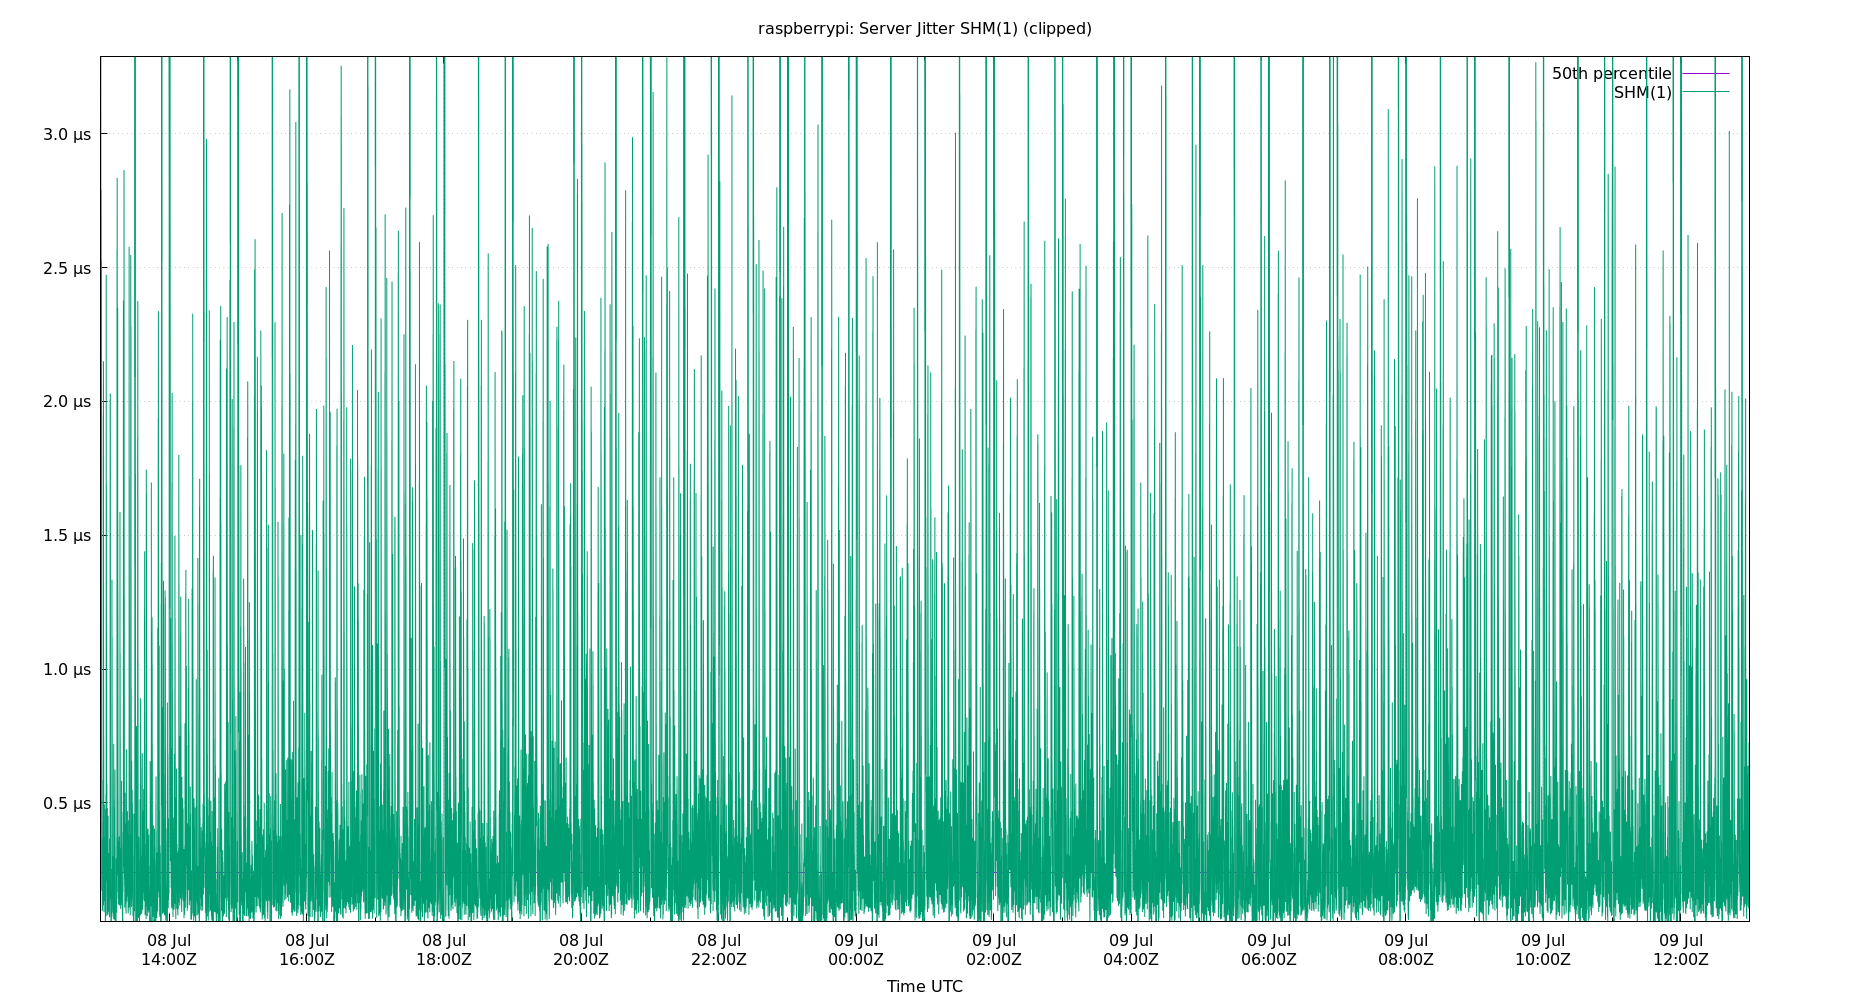 raspberrypi: Server Jitter SHM(1) (clipped)
50th percentile
SHM(1)
3.0 µs
2.5 µs
2.0 µs
1.5 µs
1.0 µs
0.5 µs
08 Jul 08 Jul 08 Jul 08 Jul 08 Jul 09 Jul 09 Jul 09 Jul 09 Jul 09 Jul 09 Jul 09 Jul
14:00Z 16:00Z 18:00Z 20:00Z 22:00Z 00:00Z 02:00Z 04:00Z 06:00Z 08:00Z 10:00Z 12:00Z
Time UTC